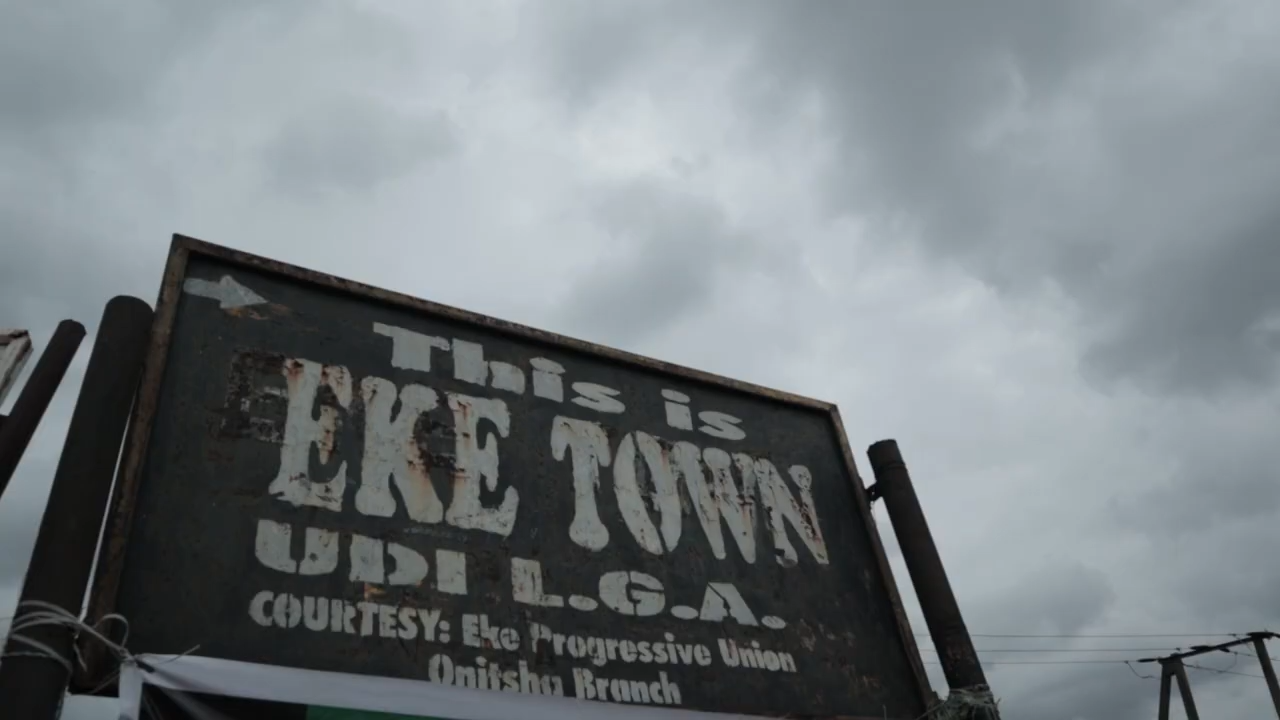 This is
EKE TOWN
UDI L.G.A.
COURTESY: Eke Progressive Union
Onitsha Branch